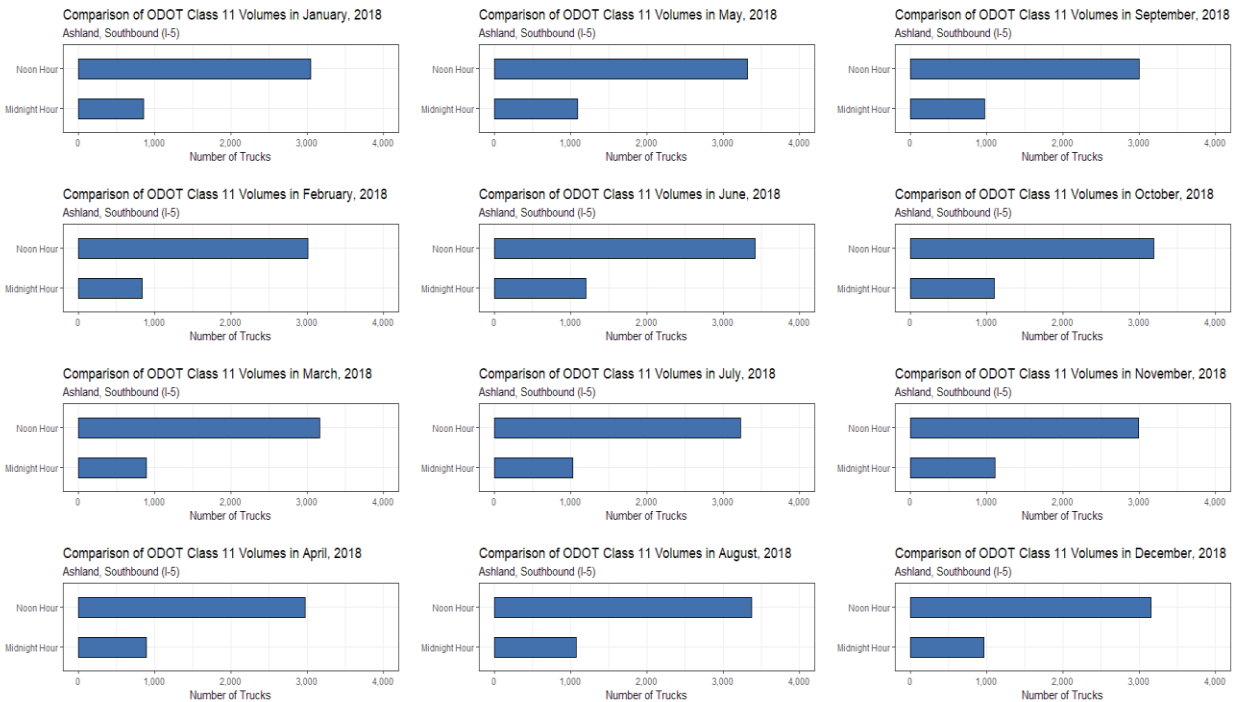 Comparison of ODOT Class 11 Volumes in January, 2018
Ashland, Southbound (I-5)
Noon Hour
Midnight Hour
0 1,000 2,000 3,000 4,000
Number of Trucks
Comparison of ODOT Class 11 Volumes in May, 2018
Ashland, Southbound (I-5)
Noon Hour
Midnight Hour
0 1,000 2,000 3,000 4,000
Number of Trucks
Comparison of ODOT Class 11 Volumes in September, 2018
Ashland, Southbound (I-5)
Noon Hour
Midnight Hour
0 1,000 2,000 3,000 4,000
Number of Trucks
Comparison of ODOT Class 11 Volumes in February, 2018
Ashland, Southbound (I-5)
Noon Hour
Midnight Hour
0 1,000 2,000 3,000 4,000
Number of Trucks
Comparison of ODOT Class 11 Volumes in June, 2018
Ashland, Southbound (I-5)
Noon Hour
Midnight Hour
0 1,000 2,000 3,000 4,000
Number of Trucks
Comparison of ODOT Class 11 Volumes in October, 2018
Ashland, Southbound (I-5)
Noon Hour
Midnight Hour
0 1,000 2,000 3,000 4,000
Number of Trucks
Comparison of ODOT Class 11 Volumes in March, 2018
Ashland, Southbound (I-5)
Noon Hour
Midnight Hour
0 1,000 2,000 3,000 4,000
Number of Trucks
Comparison of ODOT Class 11 Volumes in July, 2018
Ashland, Southbound (I-5)
Noon Hour
Midnight Hour
0 1,000 2,000 3,000 4,000
Number of Trucks
Comparison of ODOT Class 11 Volumes in November, 2018
Ashland, Southbound (I-5)
Noon Hour
Midnight Hour
0 1,000 2,000 3,000 4,000
Number of Trucks
Comparison of ODOT Class 11 Volumes in April, 2018
Ashland, Southbound (I-5)
Noon Hour
Midnight Hour
0 1,000 2,000 3,000 4,000
Number of Trucks
Comparison of ODOT Class 11 Volumes in August, 2018
Ashland, Southbound (I-5)
Noon Hour
Midnight Hour
0 1,000 2,000 3,000 4,000
Number of Trucks
Comparison of ODOT Class 11 Volumes in December, 2018
Ashland, Southbound (I-5)
Noon Hour
Midnight Hour
0 1,000 2,000 3,000 4,000
Number of Trucks